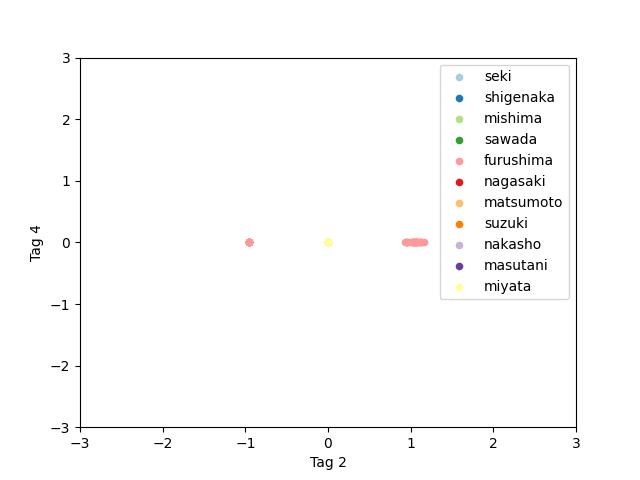 3
2
1
0
−1
−2
−3
Tag 4
−3
−2
−1
0
1
2
3
Tag 2
seki
shigenaka
mishima
sawada
furushima
nagasaki
matsumoto
suzuki
nakasho
masutani
miyata